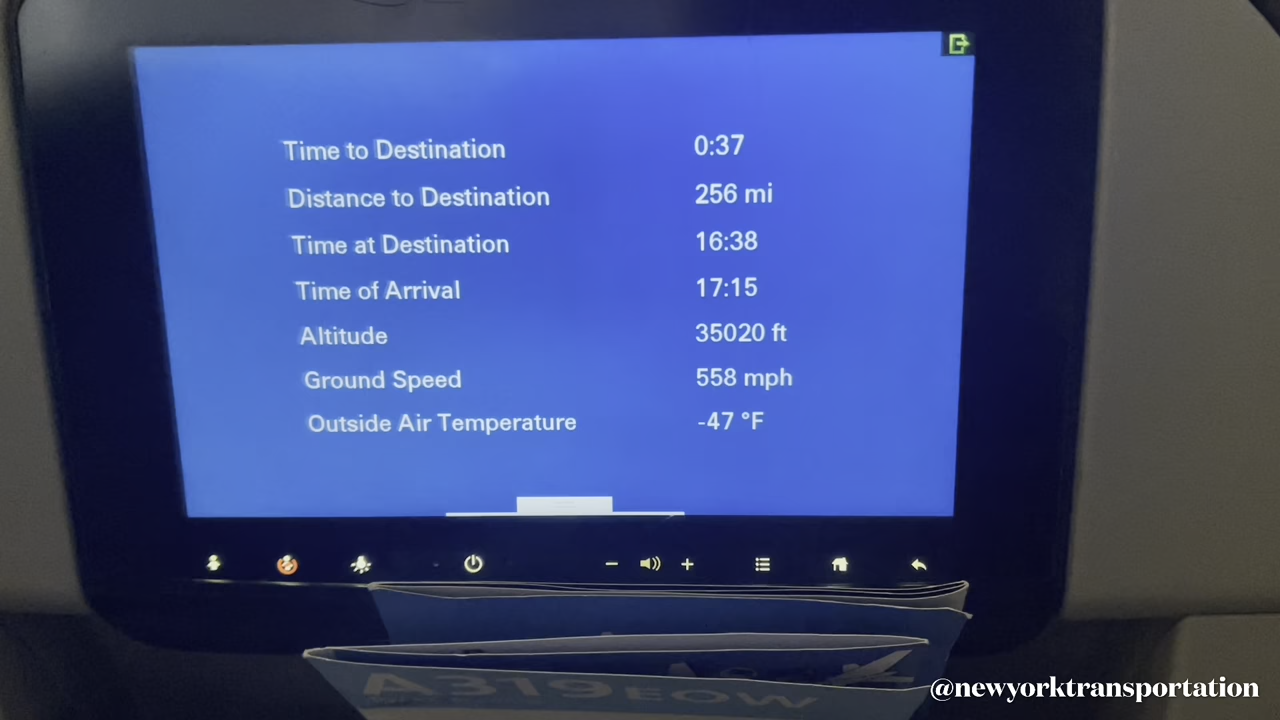 Time to Destination 0:37
Distance to Destination 256 mi
Time at Destination 16:38
Time of Arrival 17:15
Altitude 35020 ft
Ground Speed 558 mph
Outside Air Temperature -47 °F
A319EOW
@newyorktransportation